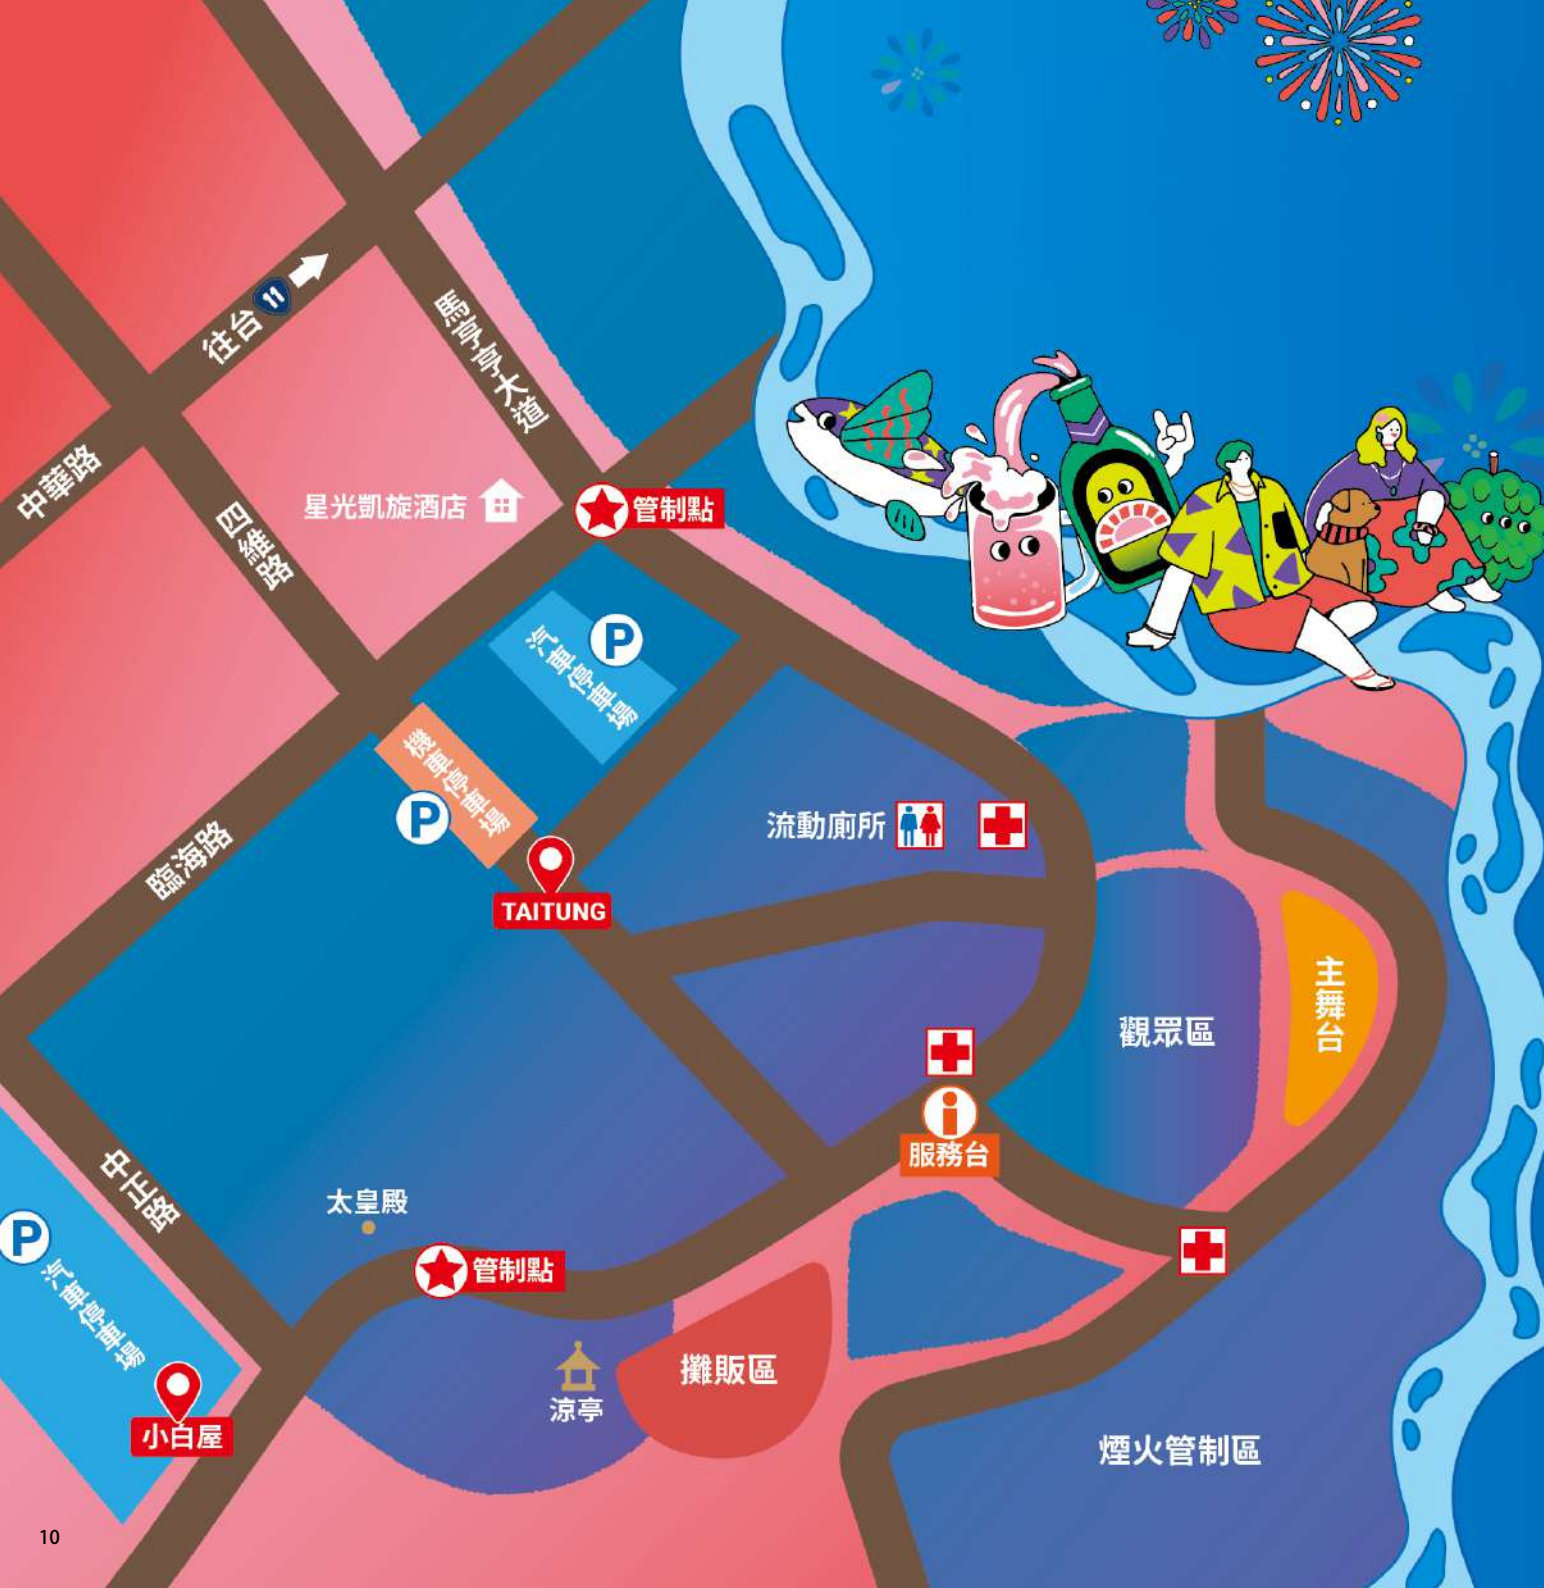 往台 11
馬亨亨大道
中華路
四維路
星光凱旋酒店
管制點
汽車停車場
P
機車停車場
P
臨海路
流動廁所
TAITUNG
主舞台
觀眾區
i
服務台
中正路
太皇殿
管制點
P
汽車停車場
攤販區
涼亭
小白屋
煙火管制區
10